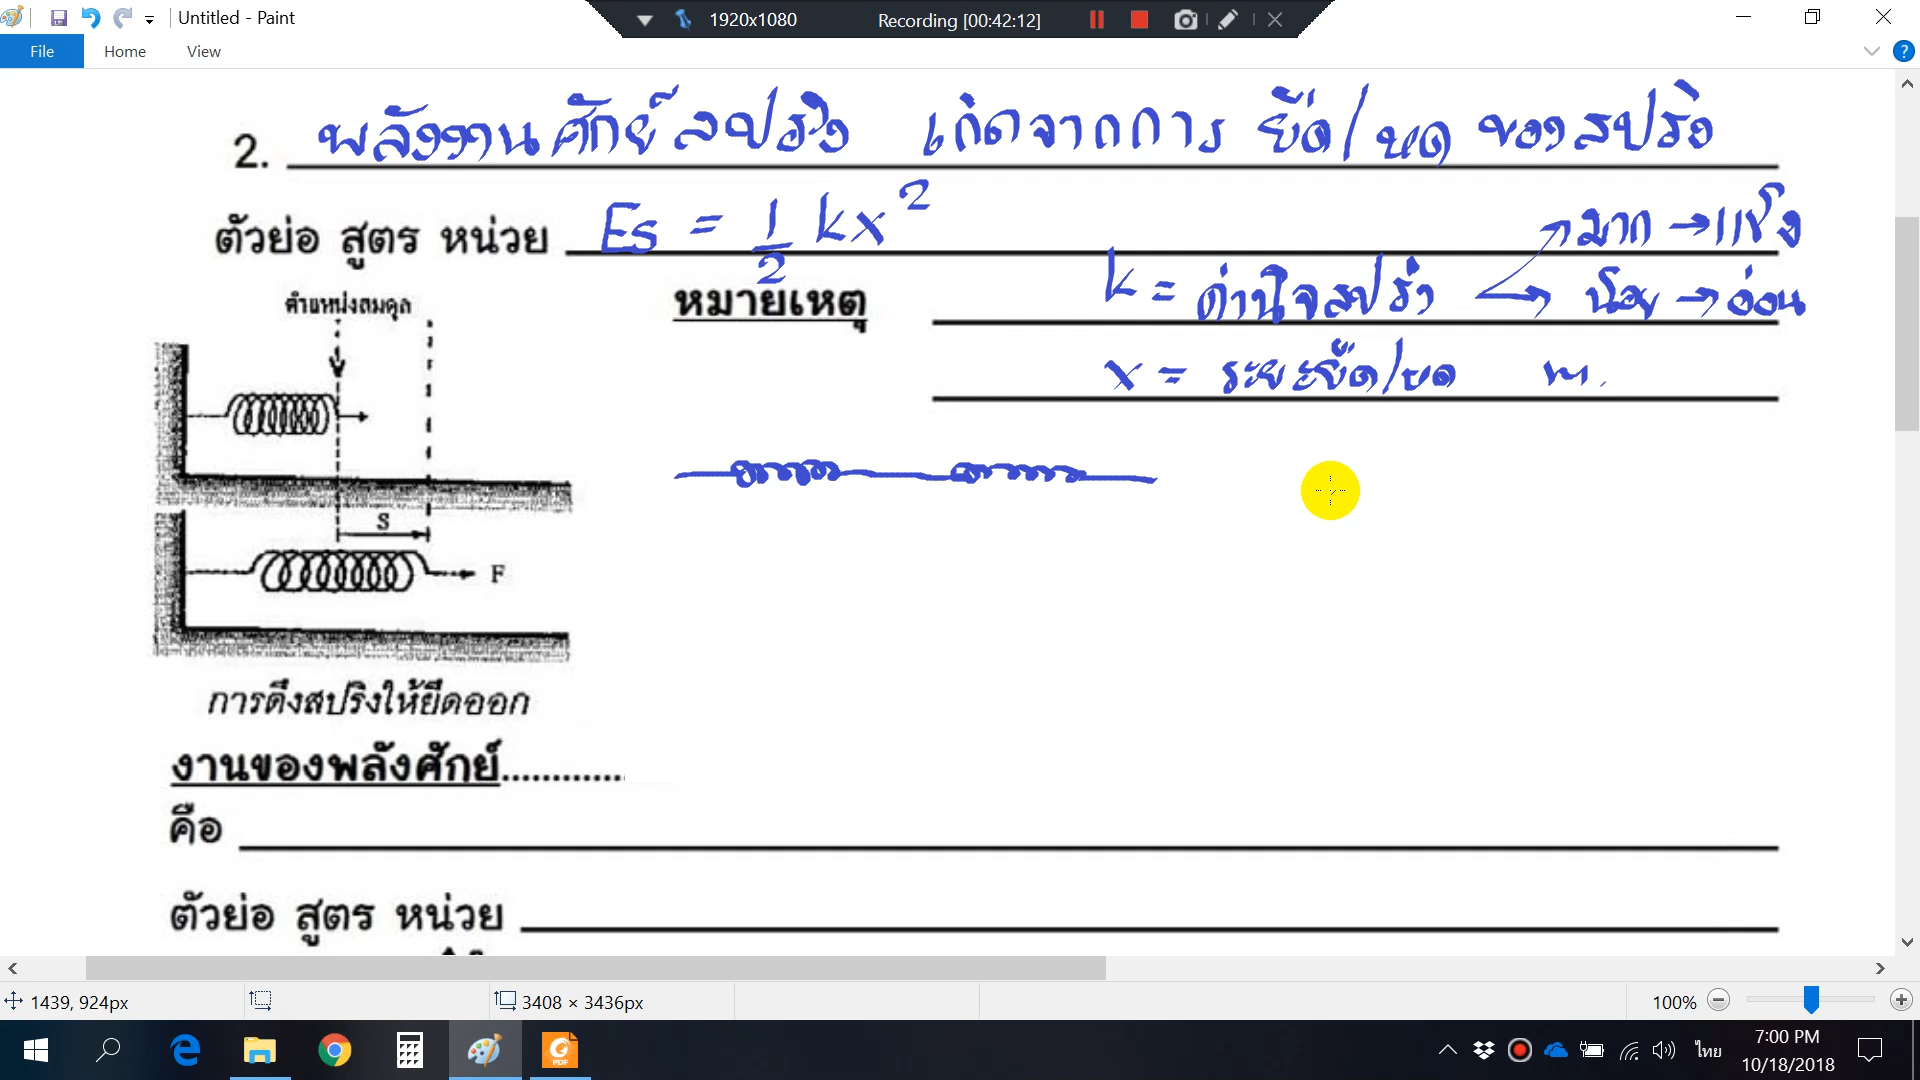 Untitled - Paint
1920x1080
Recording [00:42:12]
File
Home
View
2. พลังงานศักย์สปริง เกิดจากการ ยืด/หด ของสปริง
ตัวย่อ สูตร หน่วย Es = 1/2 kx²
มาก → แข็ง
ตำแหน่งสมดุล
หมายเหตุ
k = ค่านิจสปริง
น้อย → อ่อน
x = ระยะยืด/หด m.
S
F
การดึงสปริงให้ยืดออก
งานของพลังศักย์............
คือ
ตัวย่อ สูตร หน่วย
1439, 924px
3408 × 3436px
100%
PDF
ไทย
7:00 PM
10/18/2018